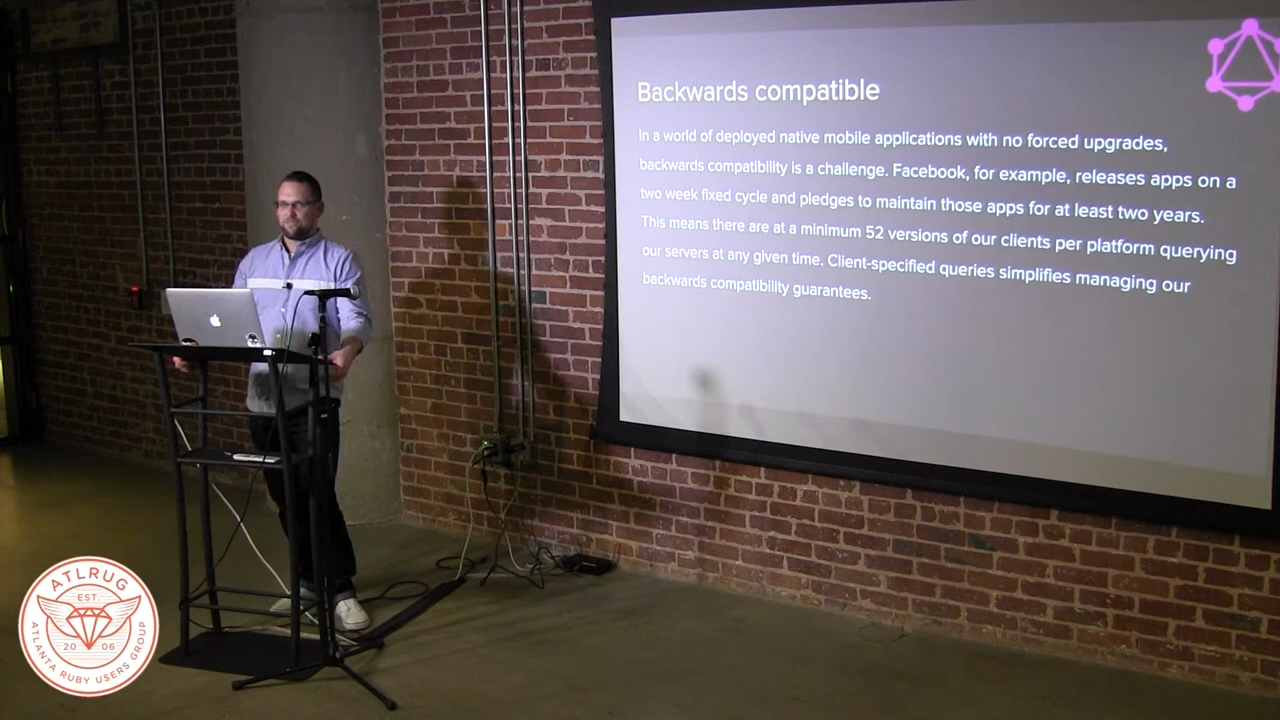 Backwards compatible
In a world of deployed native mobile applications with no forced upgrades,
backwards compatibility is a challenge. Facebook, for example, releases apps on a
two week fixed cycle and pledges to maintain those apps for at least two years.
This means there are at a minimum 52 versions of our clients per platform querying
our servers at any given time. Client-specified queries simplifies managing our
backwards compatibility guarantees.
ATLRUG
EST.
20 06
ATLANTA RUBY USERS GROUP